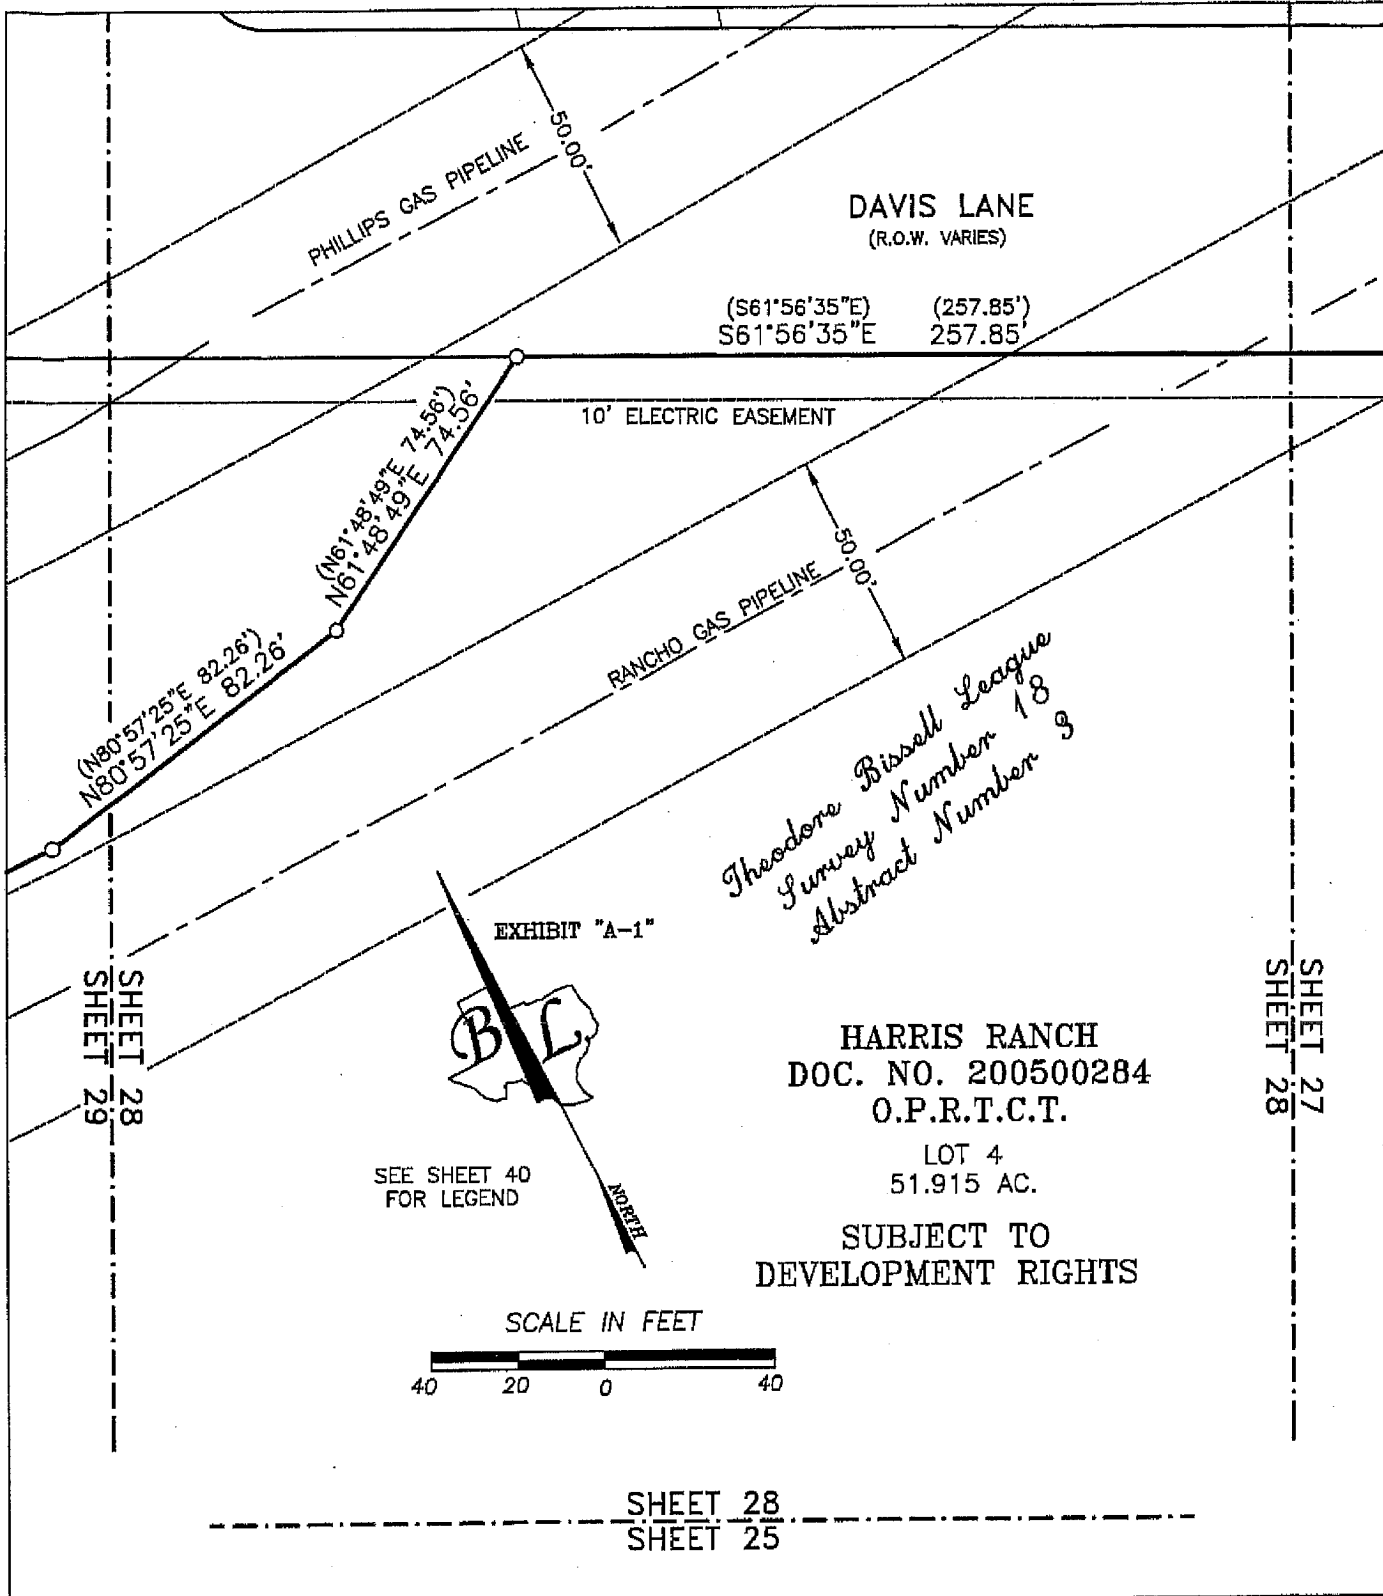 50.00'
PHILLIPS GAS PIPELINE
DAVIS LANE
(R.O.W. VARIES)
(S61°56'35"E) (257.85')
S61°56'35"E 257.85'
10' ELECTRIC EASEMENT
(N61°48'49"E 74.56')
N61°48'49"E 74.56'
50.00'
RANCHO GAS PIPELINE
(N80°57'25"E 82.26')
N80°57'25"E 82.26'
Theodore Bissell League
Survey Number 18
Abstract Number 3
EXHIBIT "A-1"
SHEET 28
SHEET 29
SHEET 27
SHEET 28
B L
HARRIS RANCH
DOC. NO. 200500284
O.P.R.T.C.T.
LOT 4
51.915 AC.
SEE SHEET 40
FOR LEGEND
NORTH
SUBJECT TO
DEVELOPMENT RIGHTS
SCALE IN FEET
40 20 0 40
SHEET 28
SHEET 25